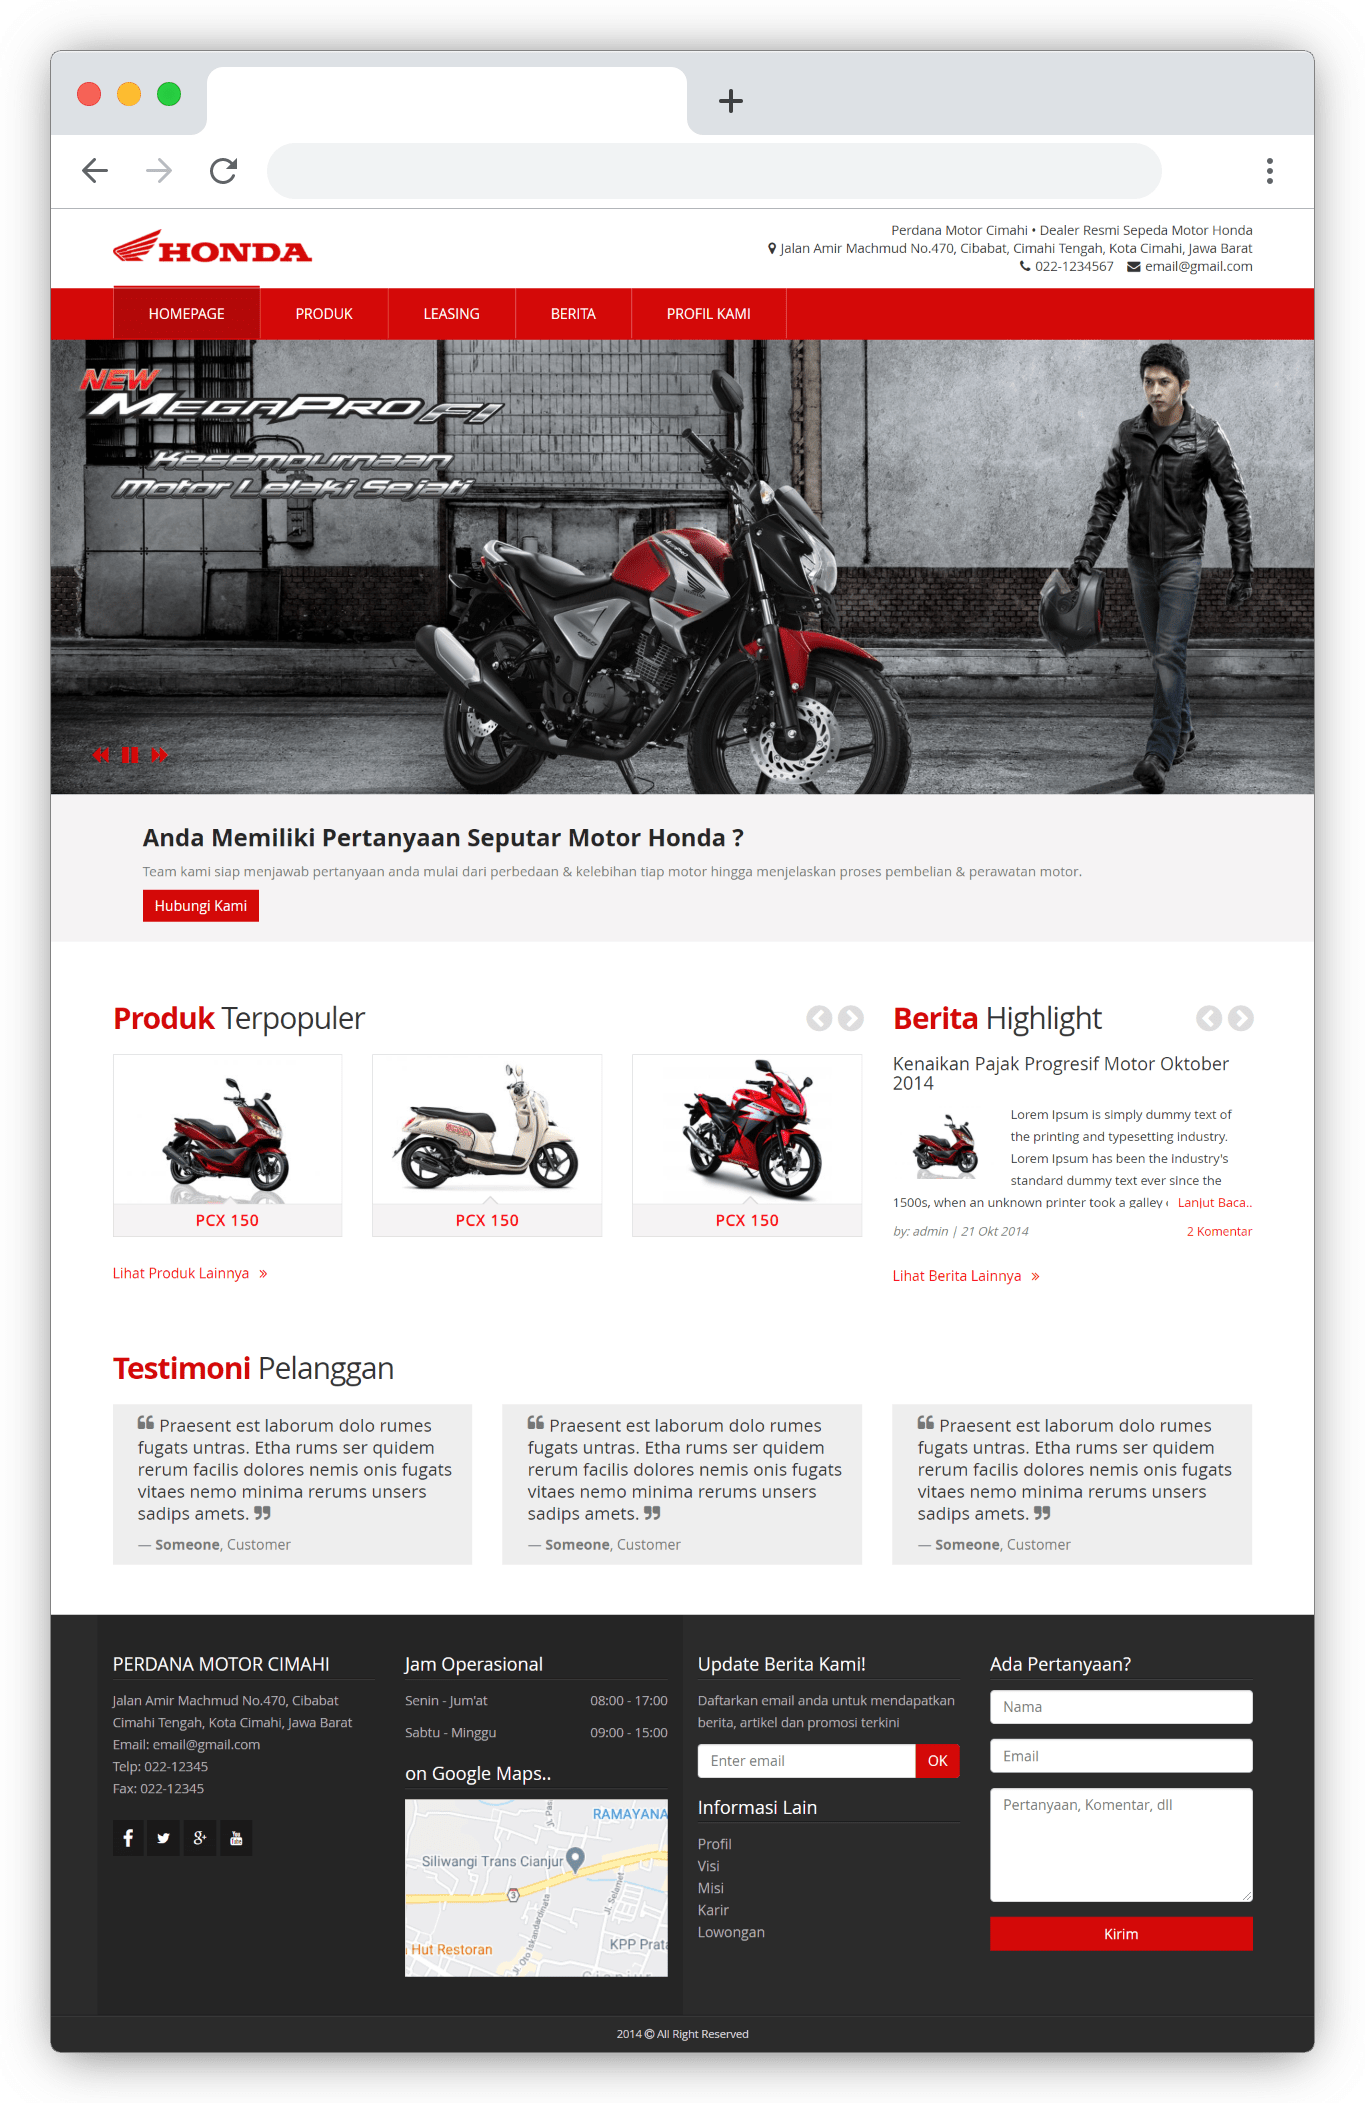 HONDA
Perdana Motor Cimahi • Dealer Resmi Sepeda Motor Honda
Jalan Amir Machmud No.470, Cibabat, Cimahi Tengah, Kota Cimahi, Jawa Barat
022-1234567 email@gmail.com
HOMEPAGE PRODUK LEASING BERITA PROFIL KAMI
NEW
MEGAPRO FI
Kesempurnaan
Motor Lelaki Sejati
Anda Memiliki Pertanyaan Seputar Motor Honda ?
Team kami siap menjawab pertanyaan anda mulai dari perbedaan & kelebihan tiap motor hingga menjelaskan proses pembelian & perawatan motor.
Hubungi Kami
Produk Terpopuler
PCX 150
PCX 150
PCX 150
Lihat Produk Lainnya »
Berita Highlight
Kenaikan Pajak Progresif Motor Oktober
2014
Lorem Ipsum is simply dummy text of
the printing and typesetting industry.
Lorem Ipsum has been the industry's
standard dummy text ever since the
1500s, when an unknown printer took a galley Lanjut Baca..
by: admin | 21 Okt 2014 2 Komentar
Lihat Berita Lainnya »
Testimoni Pelanggan
❝ Praesent est laborum dolo rumes
fugats untras. Etha rums ser quidem
rerum facilis dolores nemis onis fugats
vitaes nemo minima rerums unsers
sadips amets. ❞
— Someone, Customer
❝ Praesent est laborum dolo rumes
fugats untras. Etha rums ser quidem
rerum facilis dolores nemis onis fugats
vitaes nemo minima rerums unsers
sadips amets. ❞
— Someone, Customer
❝ Praesent est laborum dolo rumes
fugats untras. Etha rums ser quidem
rerum facilis dolores nemis onis fugats
vitaes nemo minima rerums unsers
sadips amets. ❞
— Someone, Customer
PERDANA MOTOR CIMAHI
Jalan Amir Machmud No.470, Cibabat
Cimahi Tengah, Kota Cimahi, Jawa Barat
Email: email@gmail.com
Telp: 022-12345
Fax: 022-12345
Jam Operasional
Senin - Jum'at 08:00 - 17:00
Sabtu - Minggu 09:00 - 15:00
on Google Maps..
RAMAYANA
Jl. Pas
Siliwangi Trans Cianjur
3
Jl. Selamet
Jl. Oto Iskandardinata
Hut Restoran
KPP Prata
Cianjur
Update Berita Kami!
Daftarkan email anda untuk mendapatkan
berita, artikel dan promosi terkini
Enter email OK
Informasi Lain
Profil
Visi
Misi
Karir
Lowongan
Ada Pertanyaan?
Nama
Email
Pertanyaan, Komentar, dll
Kirim
2014 © All Right Reserved